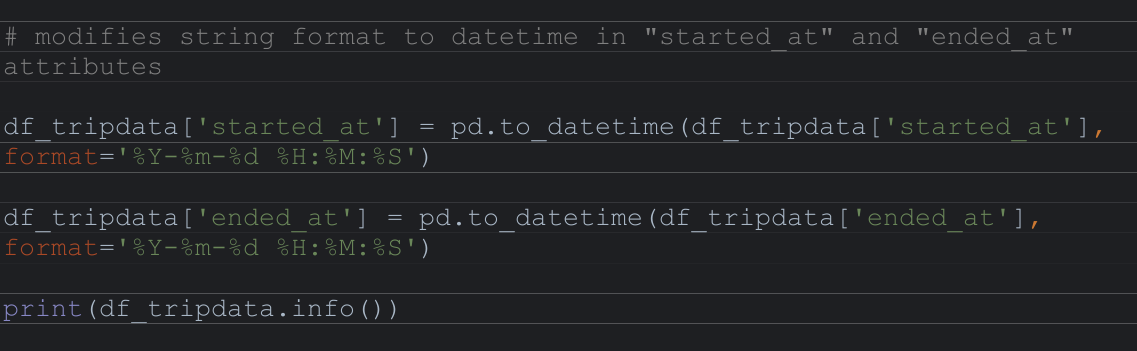 # modifies string format to datetime in "started_at" and "ended_at"
attributes
df_tripdata['started_at'] = pd.to_datetime(df_tripdata['started_at'],
format='%Y-%m-%d %H:%M:%S')
df_tripdata['ended_at'] = pd.to_datetime(df_tripdata['ended_at'],
format='%Y-%m-%d %H:%M:%S')
print(df_tripdata.info())